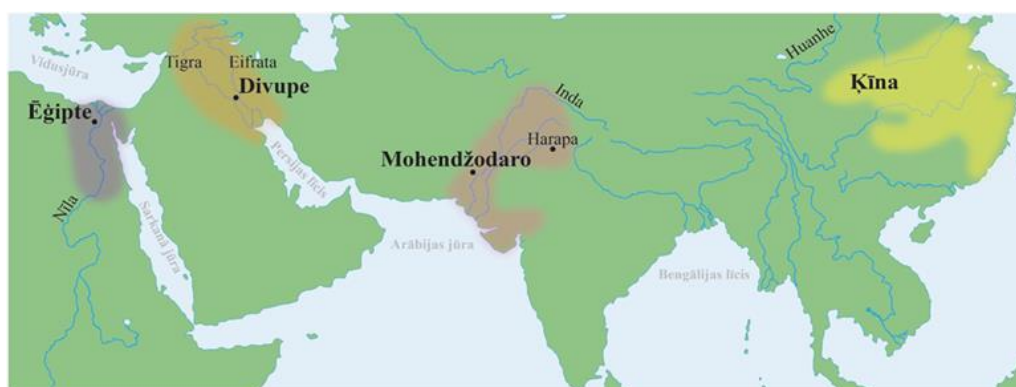 Vidusjūra
Tigra
Eifrata
Divupe
Ēģipte
Nīla
Sarkanā jūra
Persijas līcis
Inda
Harapa
Mohendžodaro
Arābijas jūra
Bengālijas līcis
Huanhe
Ķīna